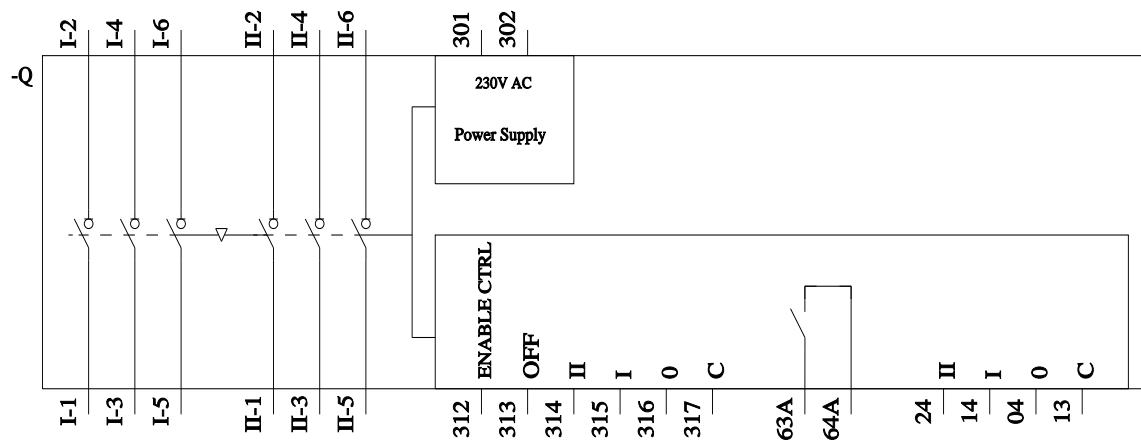 I-2 I-4 I-6 II-2 II-4 II-6 301 302
-Q
230V AC
Power Supply
ENABLE CTRL OFF II I 0 C II I 0 C
I-1 I-3 I-5 II-1 II-3 II-5 312 313 314 315 316 317 63A 64A 24 14 04 13